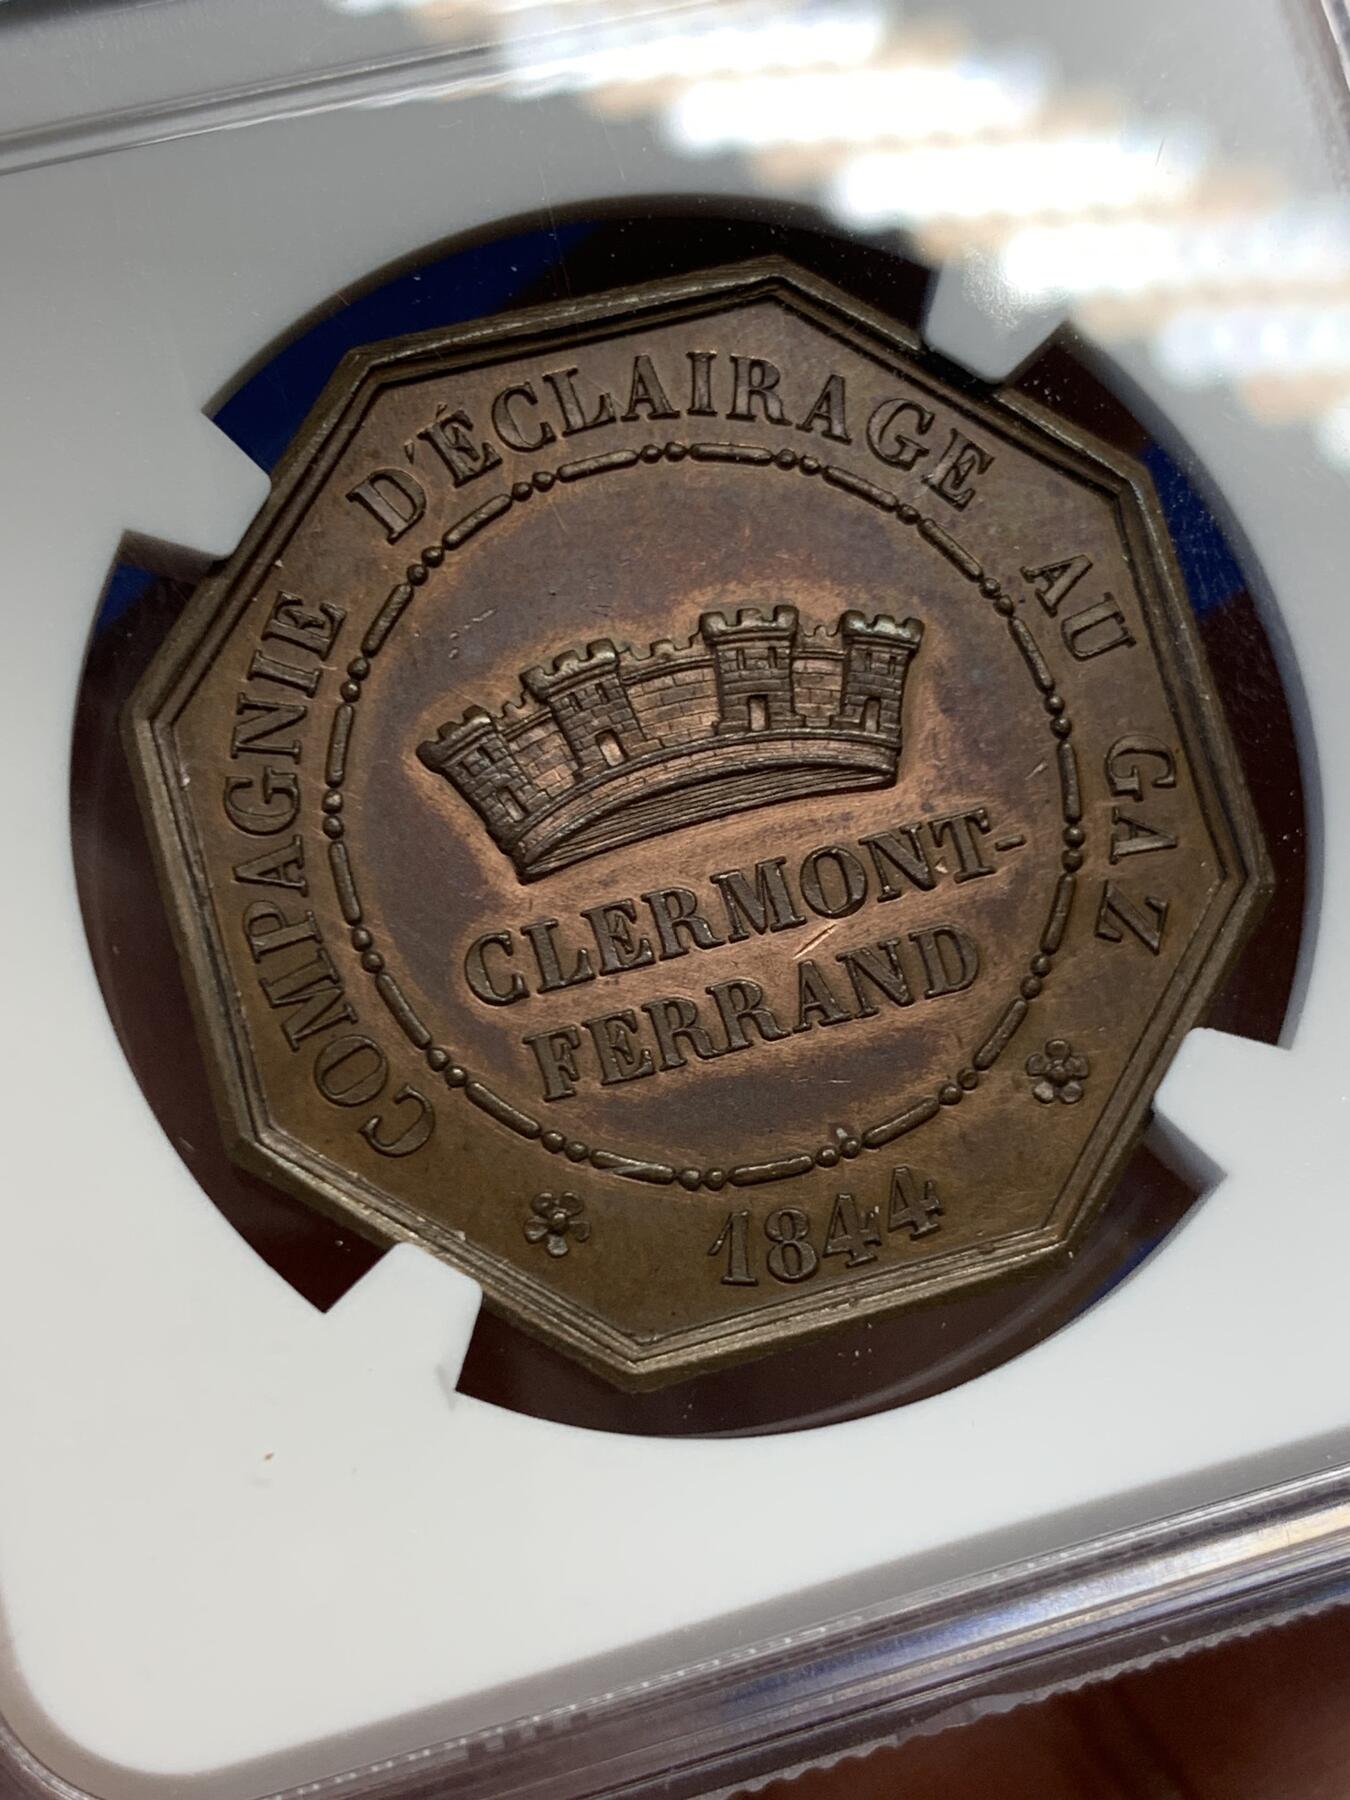 COMPAGNIE D'ÉCLAIRAGE AU GAZ
CLERMONT-
FERRAND
1844